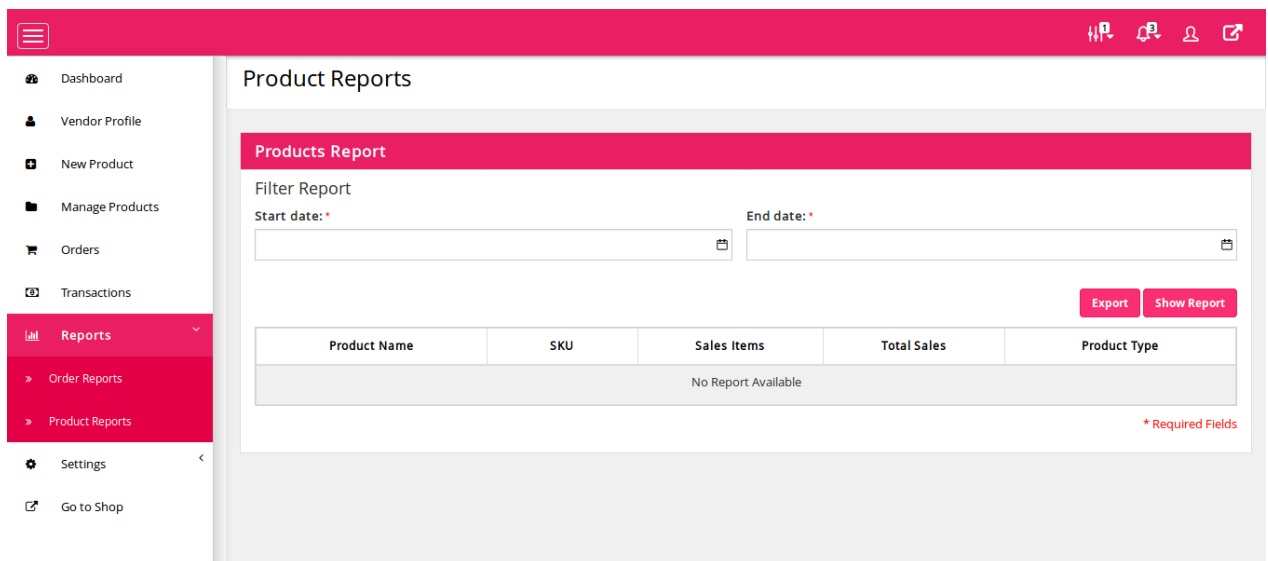 1
3
Dashboard
Vendor Profile
New Product
Manage Products
Orders
Transactions
Reports
Order Reports
Product Reports
Settings
Go to Shop
Product Reports
Products Report
Filter Report
Start date: * End date: *
Export Show Report
Product Name SKU Sales Items Total Sales Product Type
No Report Available
* Required Fields